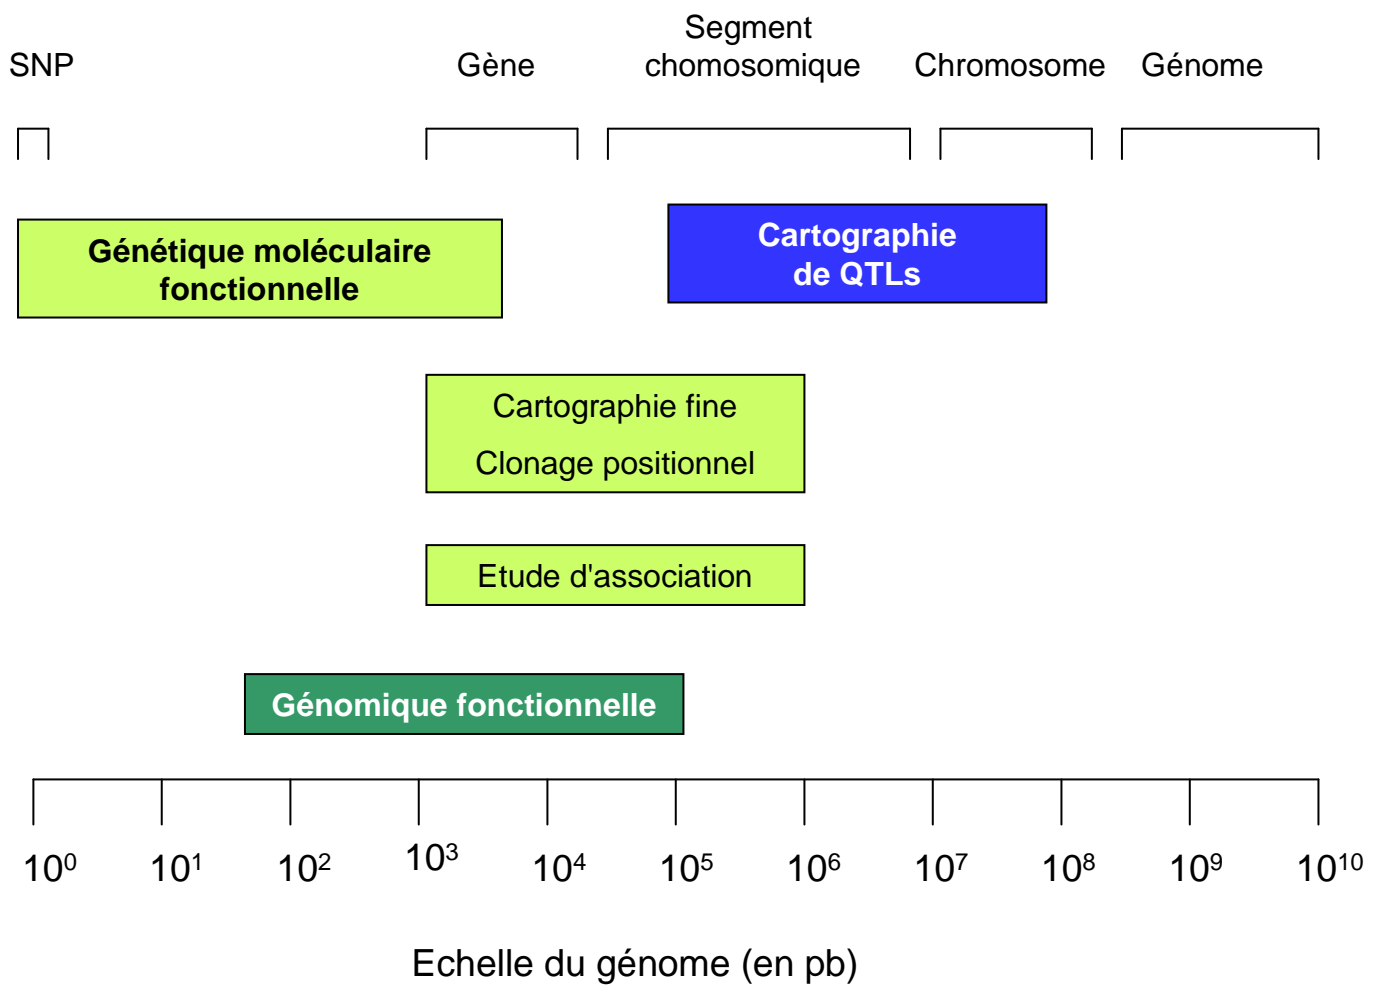 SNP
Gène
Segment
chomosomique
Chromosome
Génome
Génétique moléculaire
fonctionnelle
Cartographie
de QTLs
Cartographie fine
Clonage positionnel
Etude d'association
Génomique fonctionnelle
10⁰ 10¹ 10² 10³ 10⁴ 10⁵ 10⁶ 10⁷ 10⁸ 10⁹ 10¹⁰
Echelle du génome (en pb)